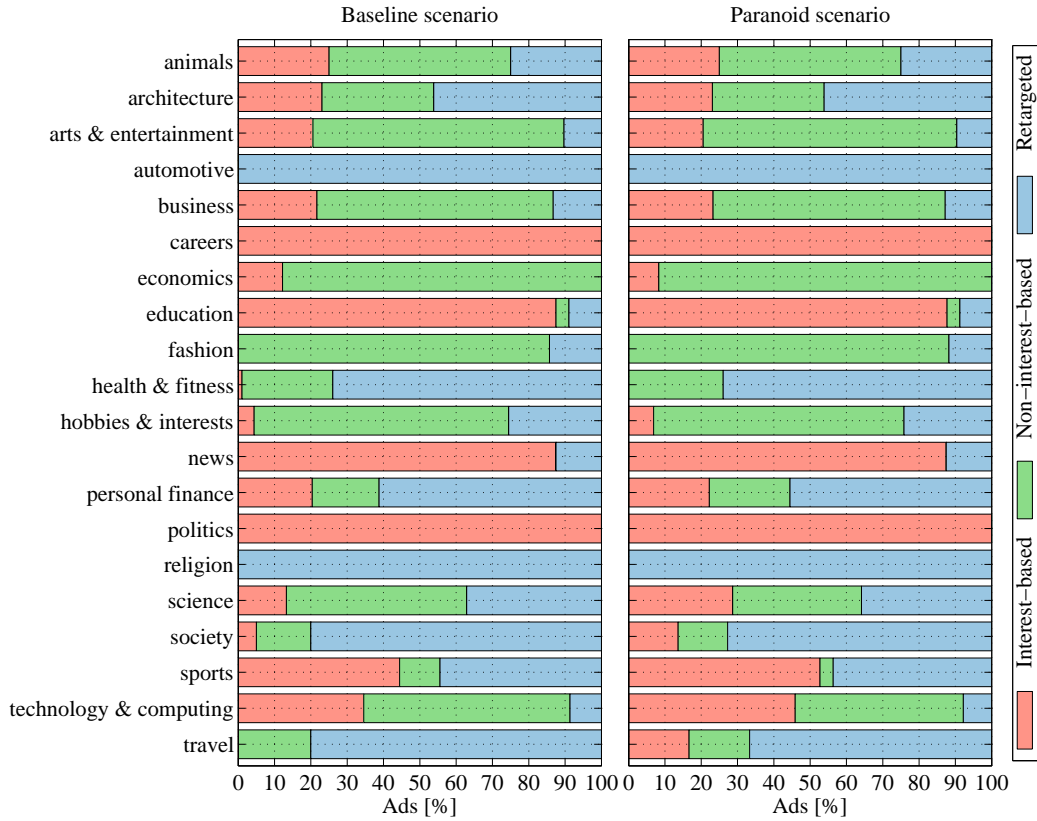 Baseline scenario
Paranoid scenario
animals
architecture
arts & entertainment
automotive
business
careers
economics
education
fashion
health & fitness
hobbies & interests
news
personal finance
politics
religion
science
society
sports
technology & computing
travel
0 10 20 30 40 50 60 70 80 90 100
0 10 20 30 40 50 60 70 80 90 100
Ads [%]
Ads [%]
Interest−based
Non−interest−based
Retargeted